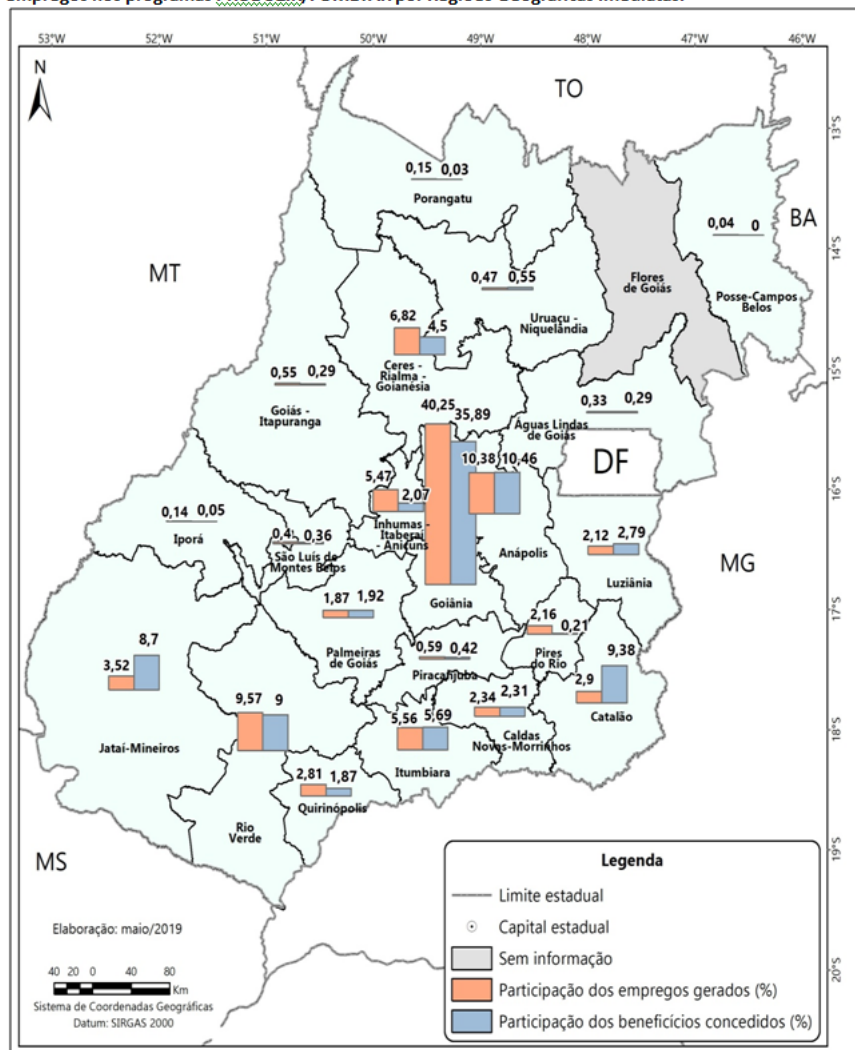 empregos nos programas
por Regiões Geográficas Imediatas.
53°W 52°W 51°W 50°W 49°W 48°W 47°W 46°W
N
TO
13°S
0,15 0,03
Porangatu
BA
0,04 0
14°S
MT
Flores
de Goiás
Posse-Campos
Belos
0,47 0,55
Uruaçu -
Niquelândia
6,82 4,5
Ceres -
Rialma -
Goianésia
15°S
0,55 0,29
Goiás -
Itapuranga
0,33 0,29
Águas Lindas
de Goiás
40,25 35,89
DF
10,38 10,46
Anápolis
16°S
5,47 2,07
Inhumas -
Itaberaí
- Anicuns
0,14 0,05
Iporá
0,4 0,36
São Luís de
Montes Belos
2,12 2,79
Luziânia
MG
Goiânia
17°S
1,87 1,92
Palmeiras
de Goiás
2,16 0,21
Pires
do Rio
0,59 0,42
Piracanjuba
3,52 8,7
Jataí-Mineiros
9,38
2,9
Catalão
9,57 9
18°S
5,56 5,69
Itumbiara
2,34 2,31
Caldas
Novas-Morrinhos
2,81 1,87
Quirinópolis
Rio
Verde
MS
19°S
Legenda
Limite estadual
Capital estadual
Sem informação
Participação dos empregos gerados (%)
Participação dos benefícios concedidos (%)
Elaboração: maio/2019
40 20 0 40 80
Km
20°S
Sistema de Coordenadas Geográficas
Datum: SIRGAS 2000